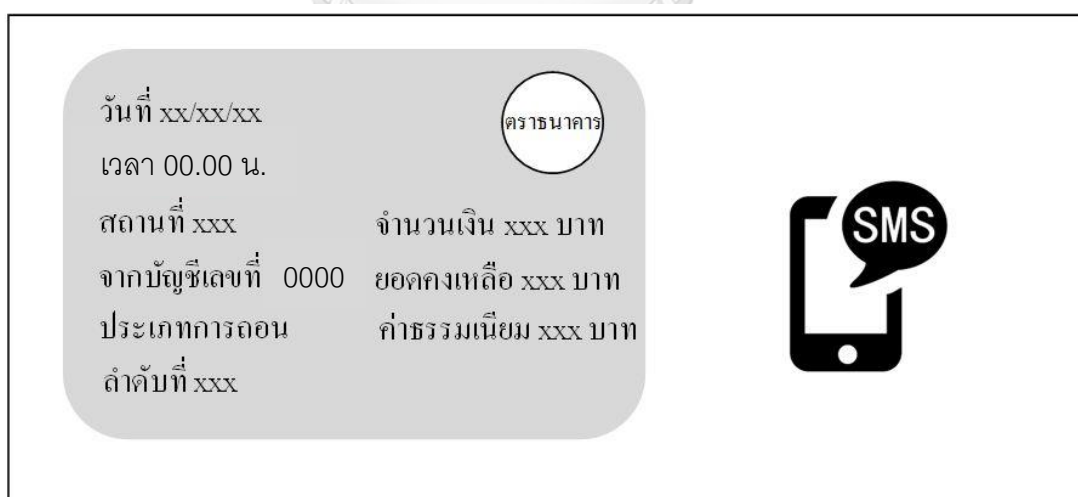 วันที่ xx/xx/xx
ตราธนาคาร
เวลา 00.00 น.
สถานที่ xxx
จำนวนเงิน xxx บาท
จากบัญชีเลขที่ 0000
ยอดคงเหลือ xxx บาท
ประเภทการถอน
ค่าธรรมเนียม xxx บาท
ลำดับที่ xxx
SMS